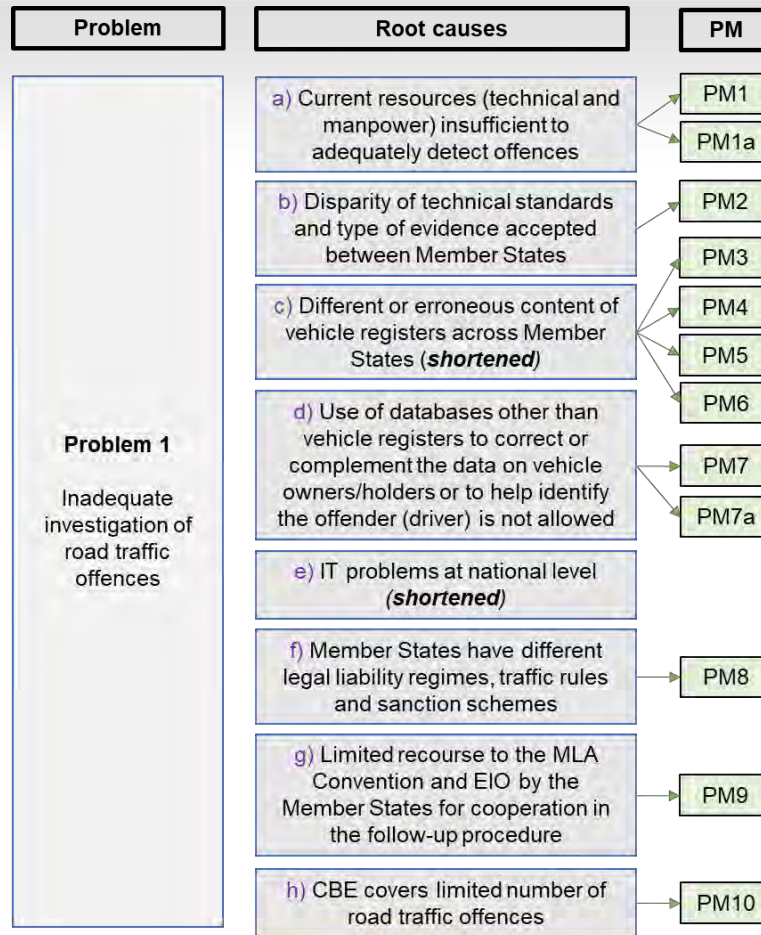 Problem
Root causes
PM
Problem 1
Inadequate
investigation of
road traffic
offences
a) Current resources (technical and
manpower) insufficient to
adequately detect offences
PM1
PM1a
b) Disparity of technical standards
and type of evidence accepted
between Member States
PM2
c) Different or erroneous content of
vehicle registers across Member
States (shortened)
PM3
PM4
PM5
PM6
d) Use of databases other than
vehicle registers to correct or
complement the data on vehicle
owners/holders or to help identify
the offender (driver) is not allowed
PM7
PM7a
e) IT problems at national level
(shortened)
f) Member States have different
legal liability regimes, traffic rules
and sanction schemes
PM8
g) Limited recourse to the MLA
Convention and EIO by the
Member States for cooperation in
the follow-up procedure
PM9
h) CBE covers limited number of
road traffic offences
PM10